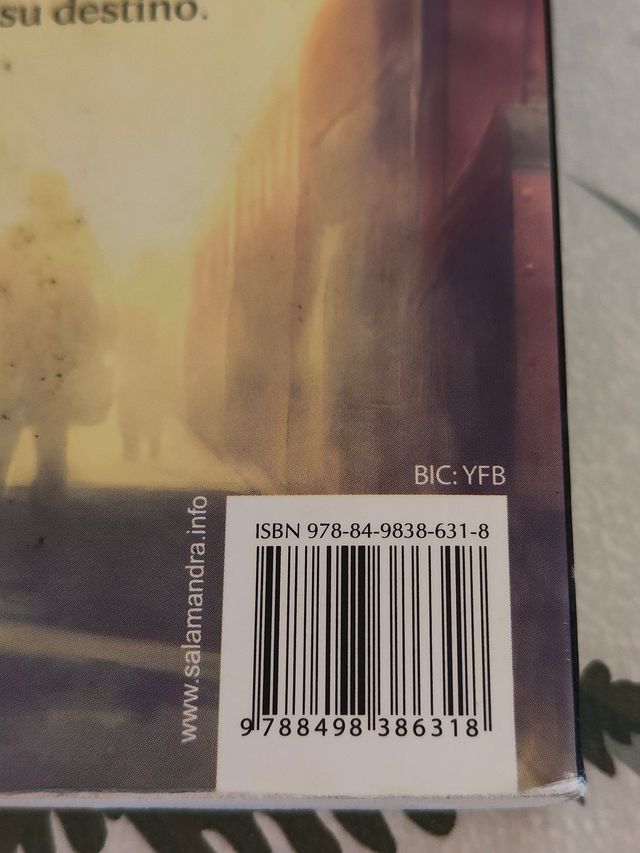 su destino.
BIC: YFB
www.salamandra.info
ISBN 978-84-9838-631-8
9 788498 386318